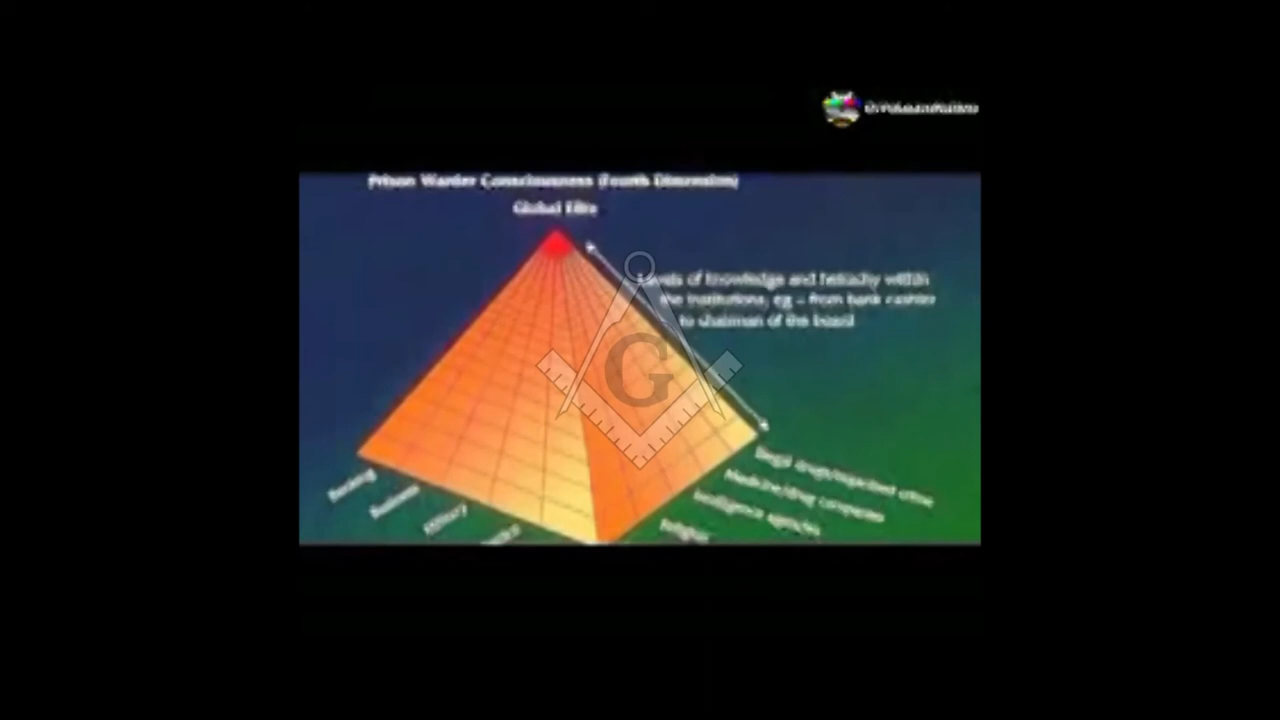 Prison Warder Consciousness (Fourth Dimension)
Global Elite
Levels of knowledge and hierachy within
the institutions, eg - from bank cashier
to chairman of the board
G
Banking
Business
Military
Illegal drugs/organised crime
Medicine/drug companies
Intelligence agencies
Religion